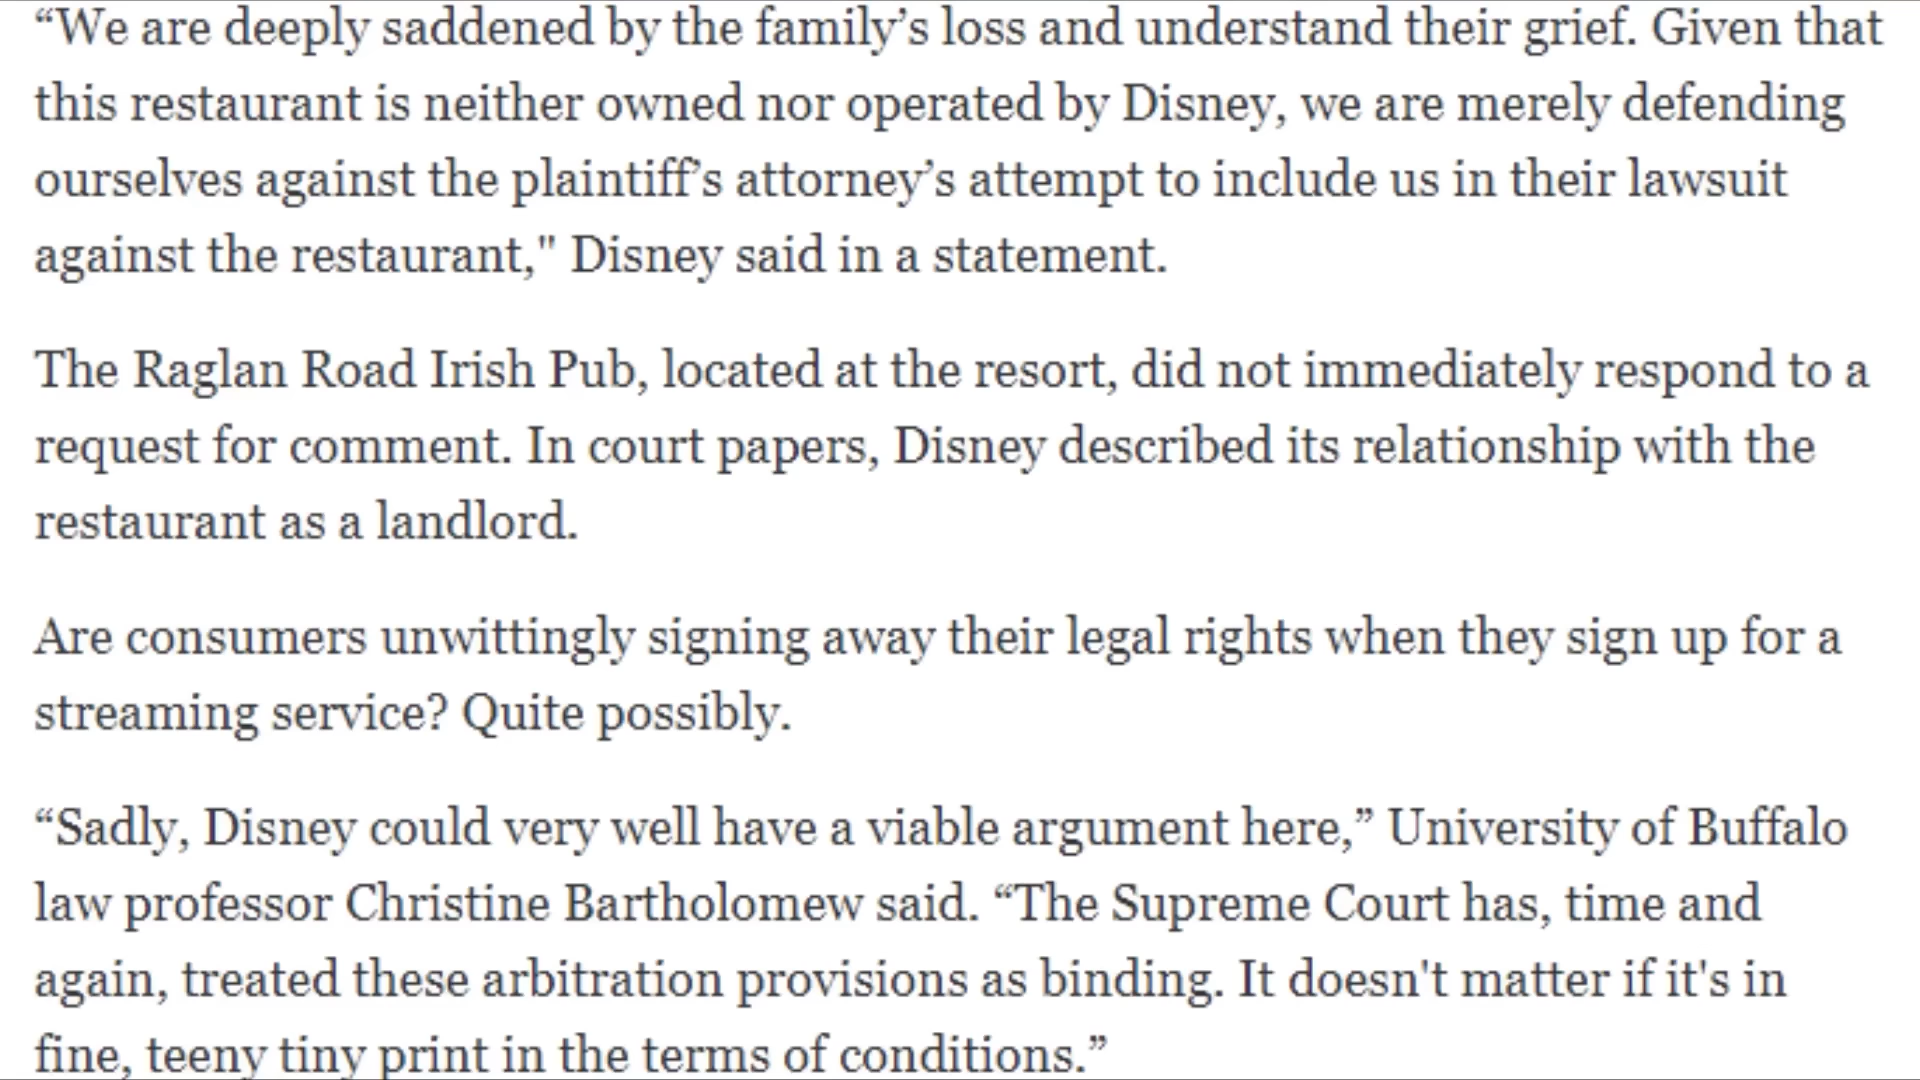 “We are deeply saddened by the family’s loss and understand their grief. Given that
this restaurant is neither owned nor operated by Disney, we are merely defending
ourselves against the plaintiff’s attorney’s attempt to include us in their lawsuit
against the restaurant," Disney said in a statement.
The Raglan Road Irish Pub, located at the resort, did not immediately respond to a
request for comment. In court papers, Disney described its relationship with the
restaurant as a landlord.
Are consumers unwittingly signing away their legal rights when they sign up for a
streaming service? Quite possibly.
“Sadly, Disney could very well have a viable argument here,” University of Buffalo
law professor Christine Bartholomew said. “The Supreme Court has, time and
again, treated these arbitration provisions as binding. It doesn't matter if it's in
fine, teeny tiny print in the terms of conditions.”